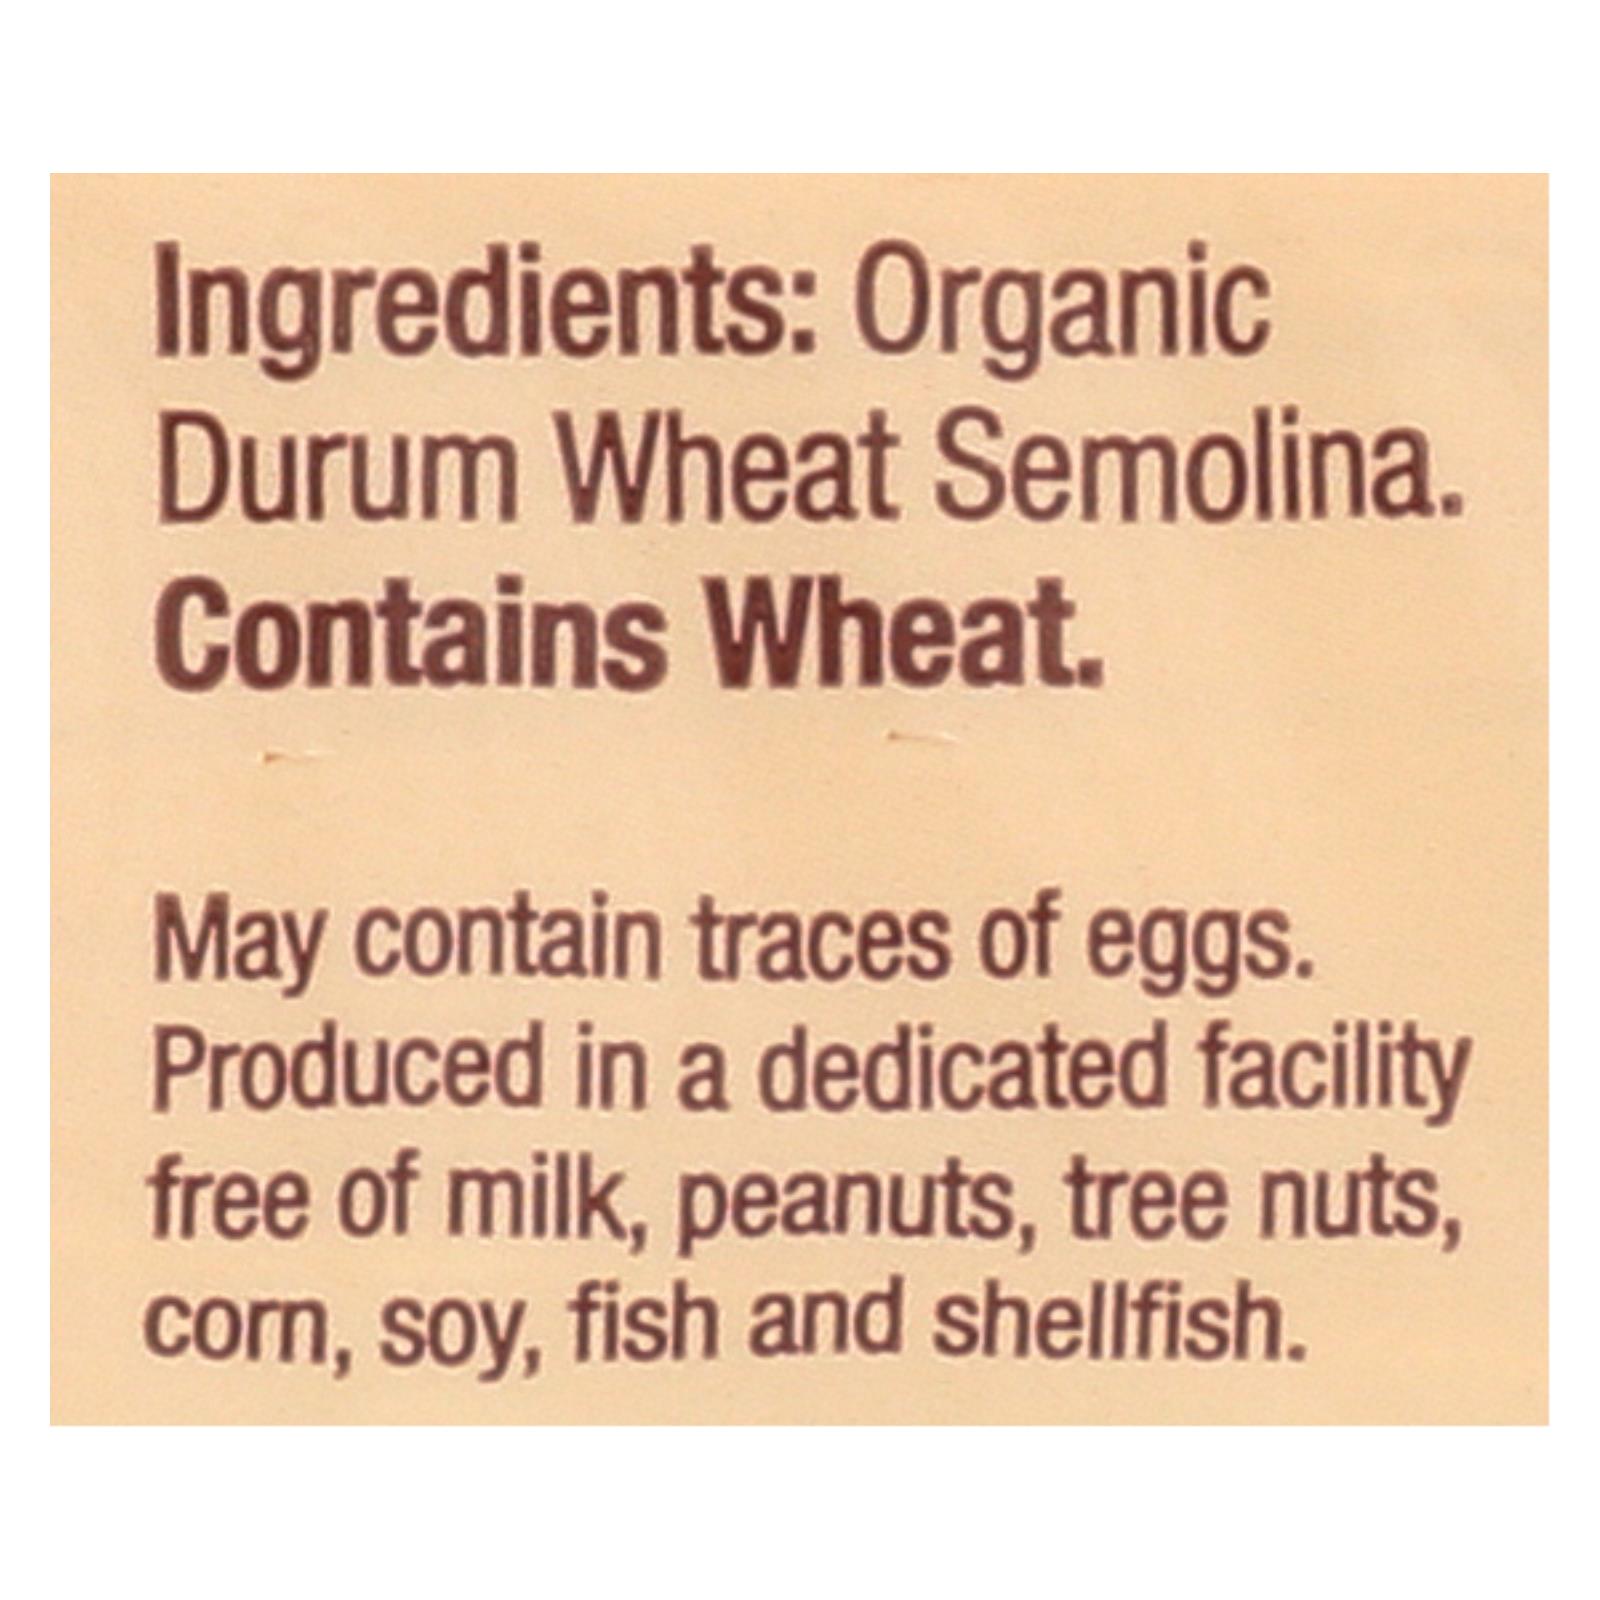 Ingredients: Organic
Durum Wheat Semolina.
Contains Wheat.
May contain traces of eggs.
Produced in a dedicated facility
free of milk, peanuts, tree nuts,
corn, soy, fish and shellfish.